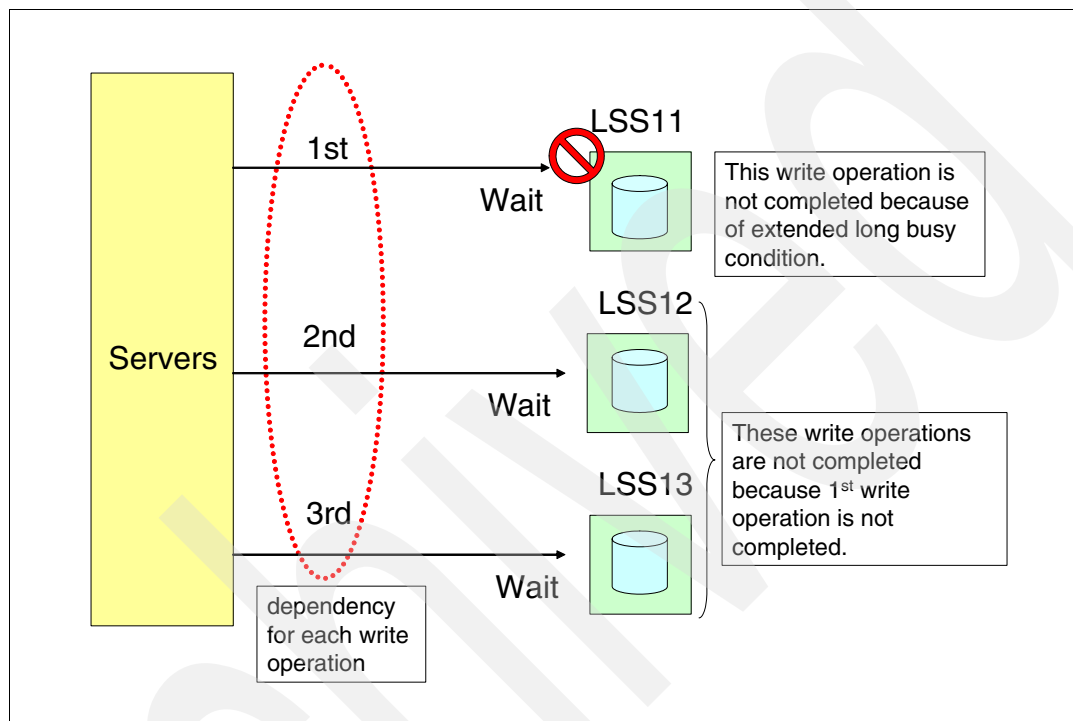 LSS11
1st
Wait
This write operation is
not completed because
of extended long busy
condition.
LSS12
2nd
Servers
Wait
These write operations
are not completed
because 1st write
operation is not
completed.
LSS13
3rd
Wait
dependency
for each write
operation